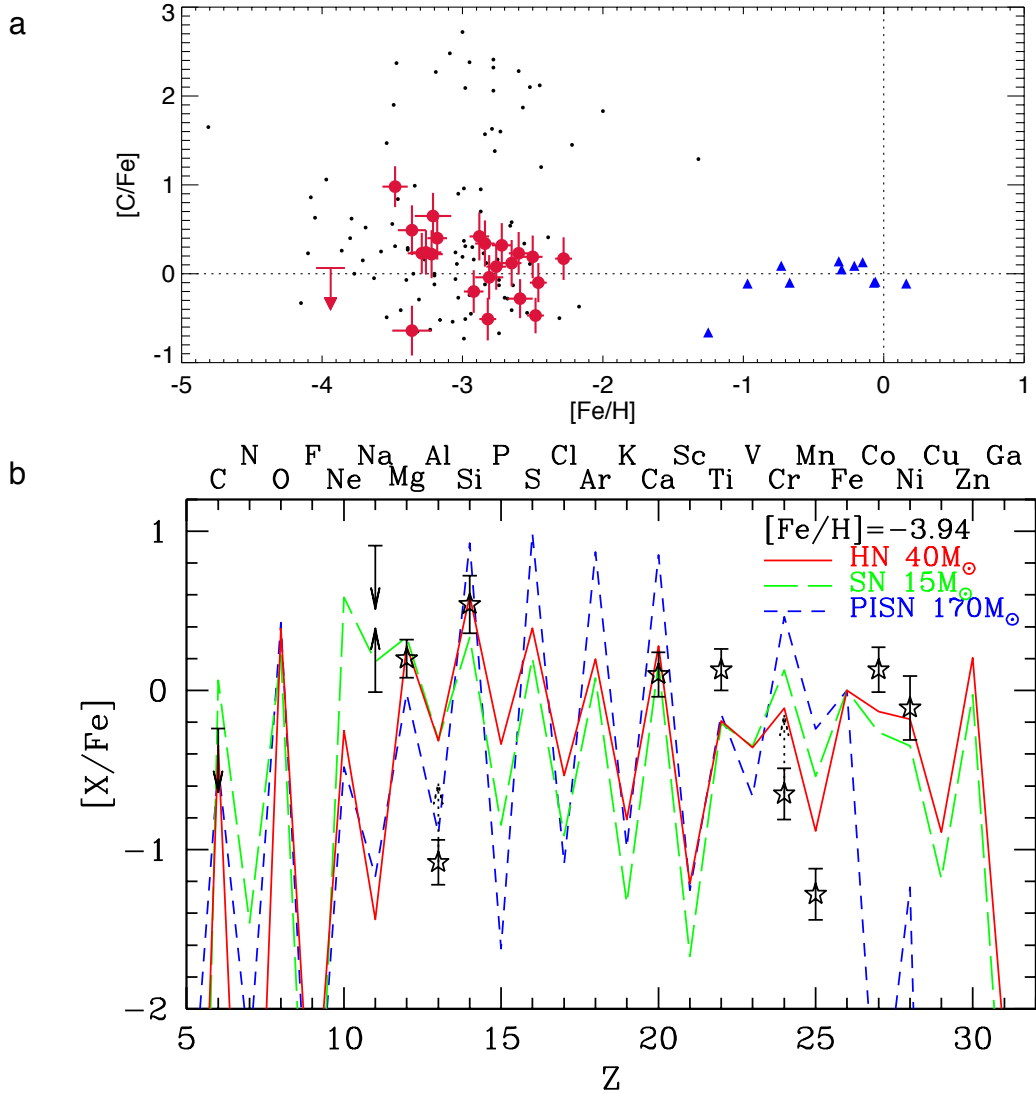 a
3
2
1
0
-1
[C/Fe]
-5 -4 -3 -2 -1 0 1
[Fe/H]
b
N F Na Al P Cl K Sc V Mn Co Cu Ga
C O Ne Mg Si S Ar Ca Ti Cr Fe Ni Zn
[Fe/H]=−3.94
HN 40M⊙
SN 15M⊙
PISN 170M⊙
1
0
−1
−2
[X/Fe]
5 10 15 20 25 30
Z